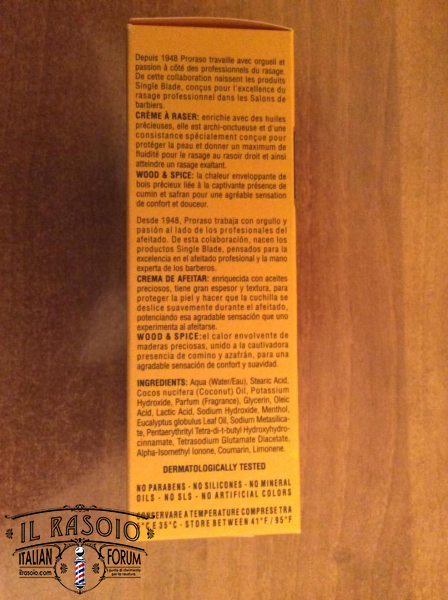 Depuis 1948 Proraso travaille avec orgueil et
passion à côté des professionnels du rasage.
De cette collaboration naissent les produits
Single Blade, conçus pour l'excellence du
rasage professionnel dans les Salons de
barbiers.
CRÈME À RASER: enrichie avec des huiles
précieuses, elle est archi-onctueuse et d'une
consistance spécialement conçue pour
protéger la peau et donner un maximum de
fluidité pour le rasage au rasoir droit et ainsi
atteindre un rasage exaltant.
WOOD & SPICE: la chaleur enveloppante de
bois précieux liée à la captivante présence de
cumin et safran pour une agréable sensation
de confort et douceur.
Desde 1948, Proraso trabaja con orgullo y
pasión al lado de los profesionales del
afeitado. De esta colaboración, nacen los
productos Single Blade, pensados para la
excelencia en el afeitado profesional y la mano
experta de los barberos.
CREMA DE AFEITAR: enriquecida con aceites
preciosos, tiene gran espesor y textura, para
proteger la piel y hacer que la cuchilla se
deslice suavemente durante el afeitado,
potenciando esa agradable sensación que uno
experimenta al afeitarse.
WOOD & SPICE:el calor envolvente de
maderas preciosas, unido a la cautivadora
presencia de comino y azafrán, para una
agradable sensación de confort y suavidad.
INGREDIENTS: Aqua (Water/Eau), Stearic Acid,
Cocos nucifera (Coconut) Oil, Potassium
Hydroxide, Parfum (Fragrance), Glycerin, Oleic
Acid, Lactic Acid, Sodium Hydroxide, Menthol,
Eucalyptus globulus Leaf Oil, Sodium Metasilica-
te, Pentaerythrityl Tetra-di-t-butyl Hydroxyhydro-
cinnamate, Tetrasodium Glutamate Diacetate,
Alpha-Isomethyl Ionone, Coumarin, Limonene.
DERMATOLOGICALLY TESTED
NO PARABENS - NO SILICONES - NO MINERAL
OILS - NO SLS - NO ARTIFICIAL COLORS
CONSERVARE A TEMPERATURE COMPRESE TRA
°C E 35°C - STORE BETWEEN 41°F/ 95°F
IL RASOIO
ITALIAN FORUM
ilrasoio.com
il punto di riferimento
per la rasatura